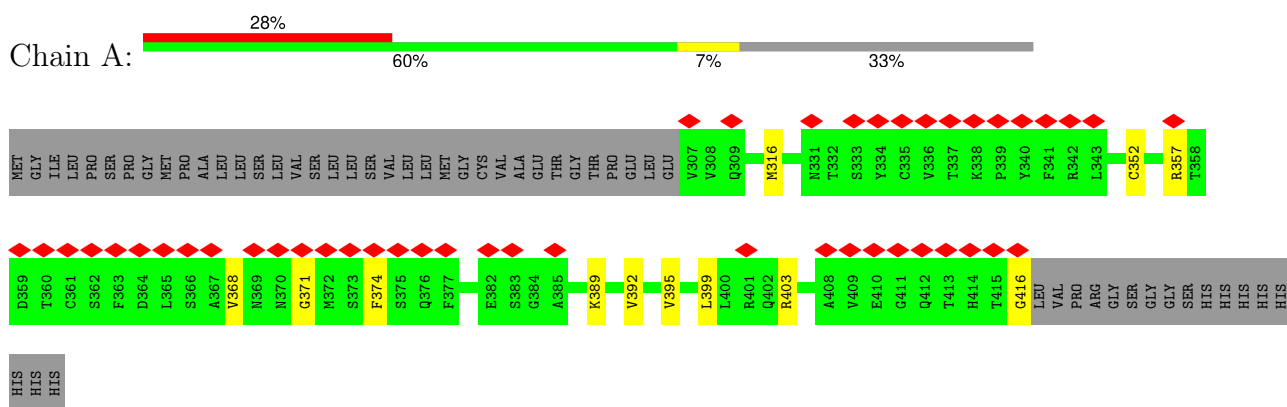 28%
Chain A:
60% 7% 33%
MET GLY ILE LEU PRO SER PRO GLY MET PRO ALA LEU LEU SER LEU VAL SER LEU LEU SER VAL LEU LEU MET GLY CYS VAL ALA GLU THR GLY THR PRO GLU LEU GLU V307 V308 Q309 M316 N331 T332 S333 Y334 C335 V336 T337 K338 P339 Y340 F341 R342 L343 C352 R357 T358
D359 T360 C361 S362 F363 D364 L365 S366 A367 V368 N369 N370 G371 M372 S373 F374 S375 Q376 F377 E382 S383 G384 A385 K389 V392 V395 L399 L400 R401 Q402 R403 A408 V409 E410 G411 Q412 T413 H414 T415 G416 LEU VAL PRO ARG GLY SER GLY GLY SER HIS HIS HIS HIS HIS
HIS HIS HIS